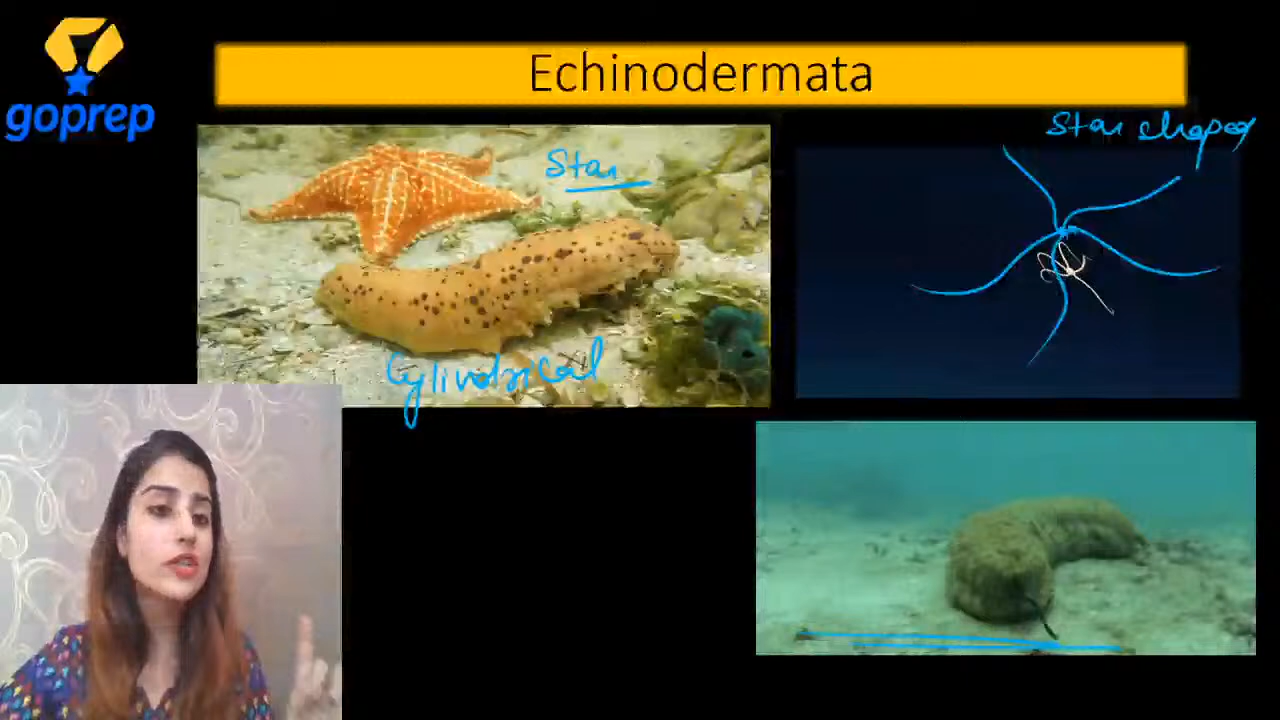 goprep
Echinodermata
Star shaped
Star
Cylindrical